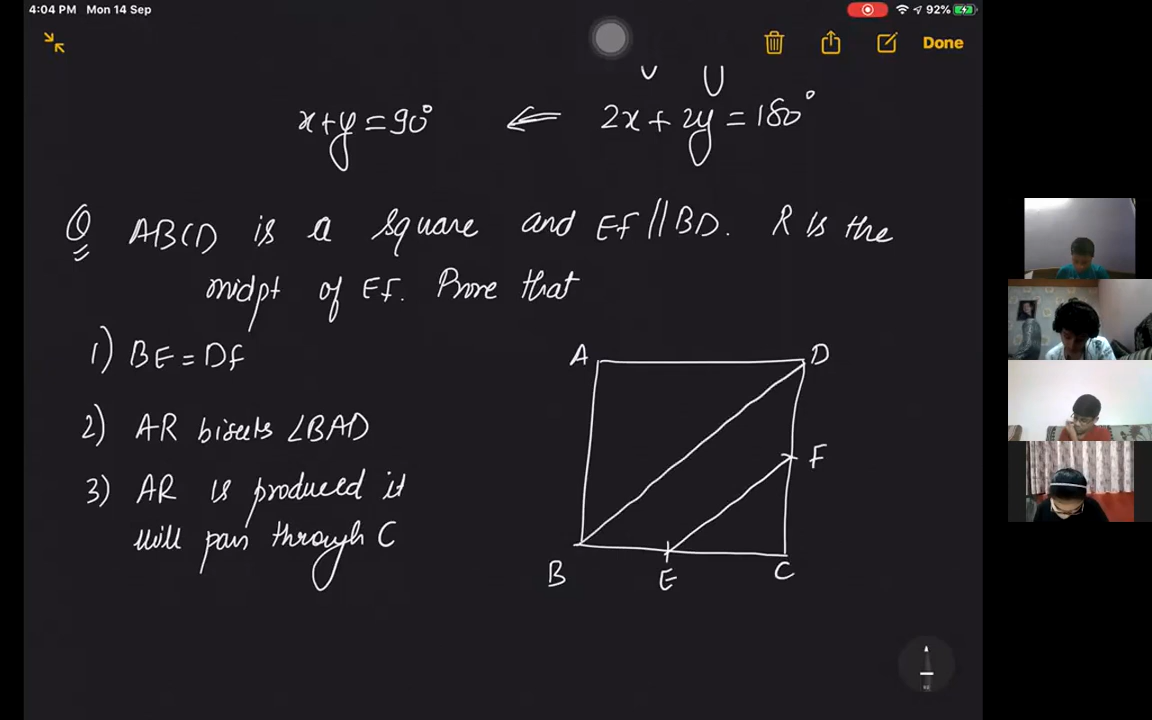 4:04 PM Mon 14 Sep
92%
Done
x+y=90° ⇐ 2x+2y=180°
Q ABCD is a square and EF//BD. R is the
midpt of EF. Prove that
1) BE=DF
2) AR bisects ∠BAD
3) AR is produced it
will pass through C
A
D
F
B
E
C